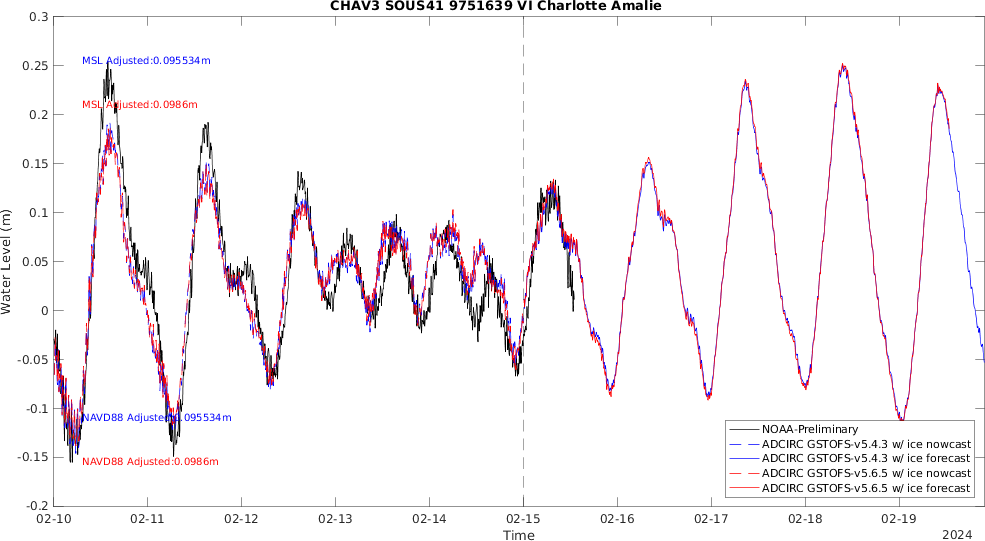 CHAV3 SOUS41 9751639 VI Charlotte Amalie
0.3
0.25
0.2
0.15
0.1
0.05
0
-0.05
-0.1
-0.15
-0.2
Water Level (m)
MSL Adjusted:0.095534m
MSL Adjusted:0.0986m
NAVD88 Adjusted:0.095534m
NAVD88 Adjusted:0.0986m
NOAA-Preliminary
ADCIRC GSTOFS-v5.4.3 w/ ice nowcast
ADCIRC GSTOFS-v5.4.3 w/ ice forecast
ADCIRC GSTOFS-v5.6.5 w/ ice nowcast
ADCIRC GSTOFS-v5.6.5 w/ ice forecast
02-10 02-11 02-12 02-13 02-14 02-15 02-16 02-17 02-18 02-19
Time
2024